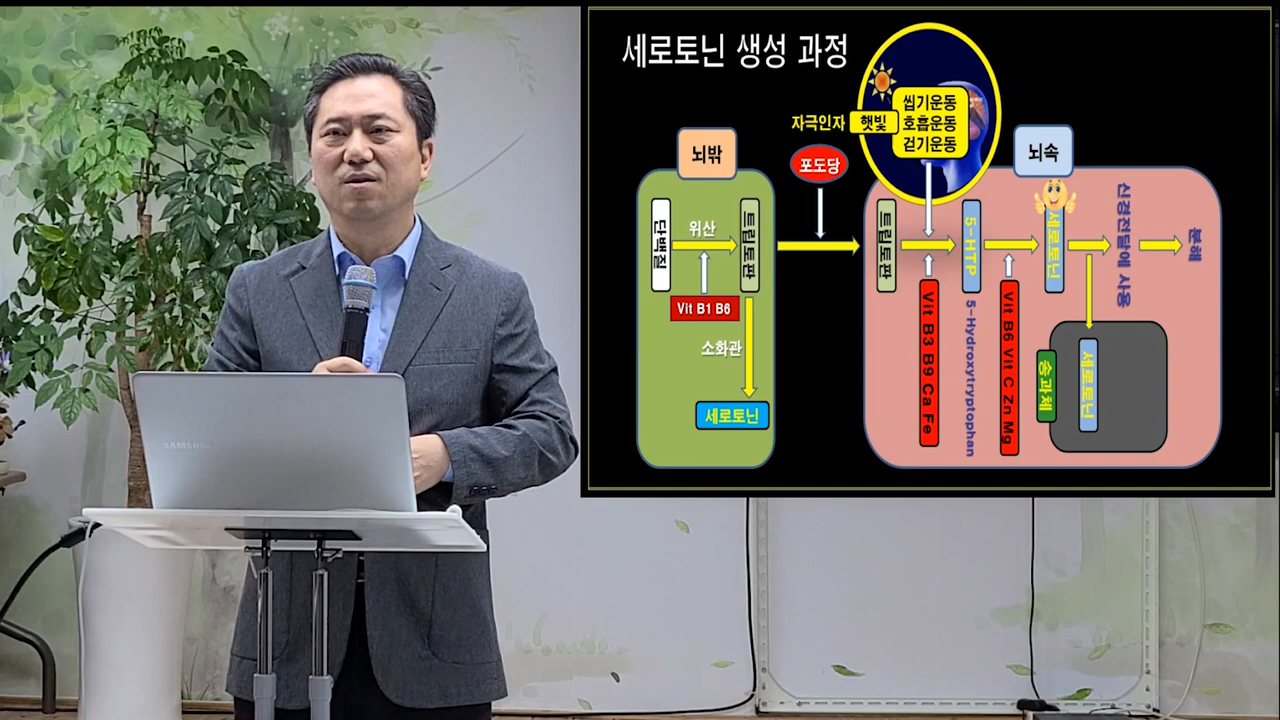 세로토닌 생성 과정
자극인자
햇빛
씹기운동
호흡운동
걷기운동
뇌밖
포도당
뇌속
단백질
위산
트립토판
Vit B1 B6
소화관
세로토닌
트립토판
5-HTP
5-Hydroxytryptophan
Vit B3 B9 Ca Fe
Vit B6 Vit C Zn Mg
세로토닌
신경전달에 사용
분해
송과체
세로토닌
SAMSUNG